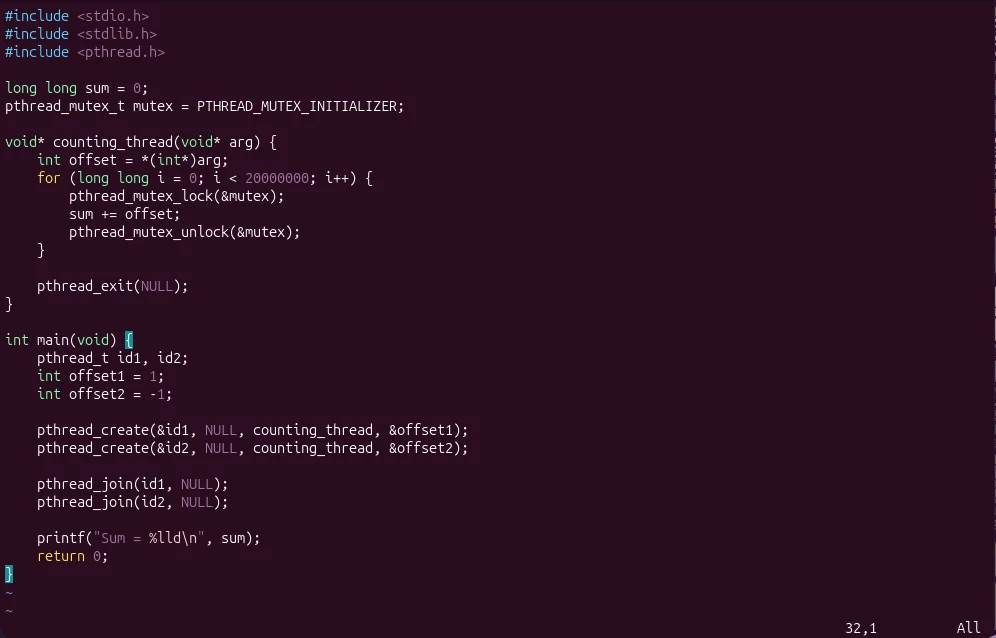 #include <stdio.h>
#include <stdlib.h>
#include <pthread.h>

long long sum = 0;
pthread_mutex_t mutex = PTHREAD_MUTEX_INITIALIZER;

void* counting_thread(void* arg) {
    int offset = *(int*)arg;
    for (long long i = 0; i < 20000000; i++) {
        pthread_mutex_lock(&mutex);
        sum += offset;
        pthread_mutex_unlock(&mutex);
    }

    pthread_exit(NULL);
}

int main(void) {
    pthread_t id1, id2;
    int offset1 = 1;
    int offset2 = -1;

    pthread_create(&id1, NULL, counting_thread, &offset1);
    pthread_create(&id2, NULL, counting_thread, &offset2);

    pthread_join(id1, NULL);
    pthread_join(id2, NULL);

    printf("Sum = %lld\n", sum);
    return 0;
}
~
~
32,1 All